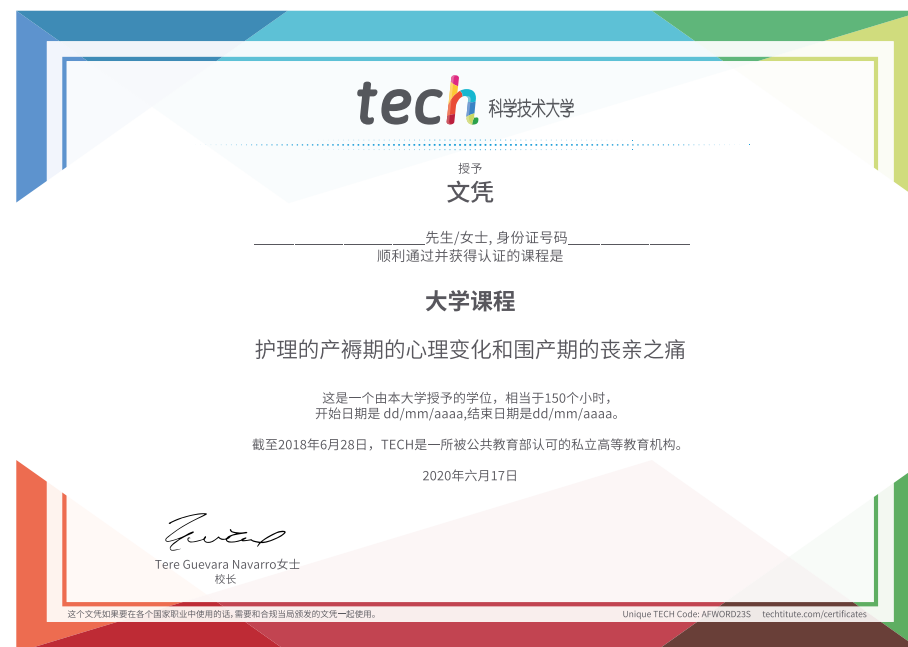 tech 科学技术大学
授予
文凭
先生/女士, 身份证号码
顺利通过并获得认证的课程是
大学课程
护理的产褥期的心理变化和围产期的丧亲之痛
这是一个由本大学授予的学位，相当于150个小时，
开始日期是 dd/mm/aaaa,结束日期是dd/mm/aaaa。
截至2018年6月28日，TECH是一所被公共教育部认可的私立高等教育机构。
2020年六月17日
Tere Guevara Navarro女士
校长
这个文凭如果要在各个国家职业中使用的话,需要和合规当局颁发的文凭一起使用。
Unique TECH Code: AFWORD23S techtitute.com/certificates